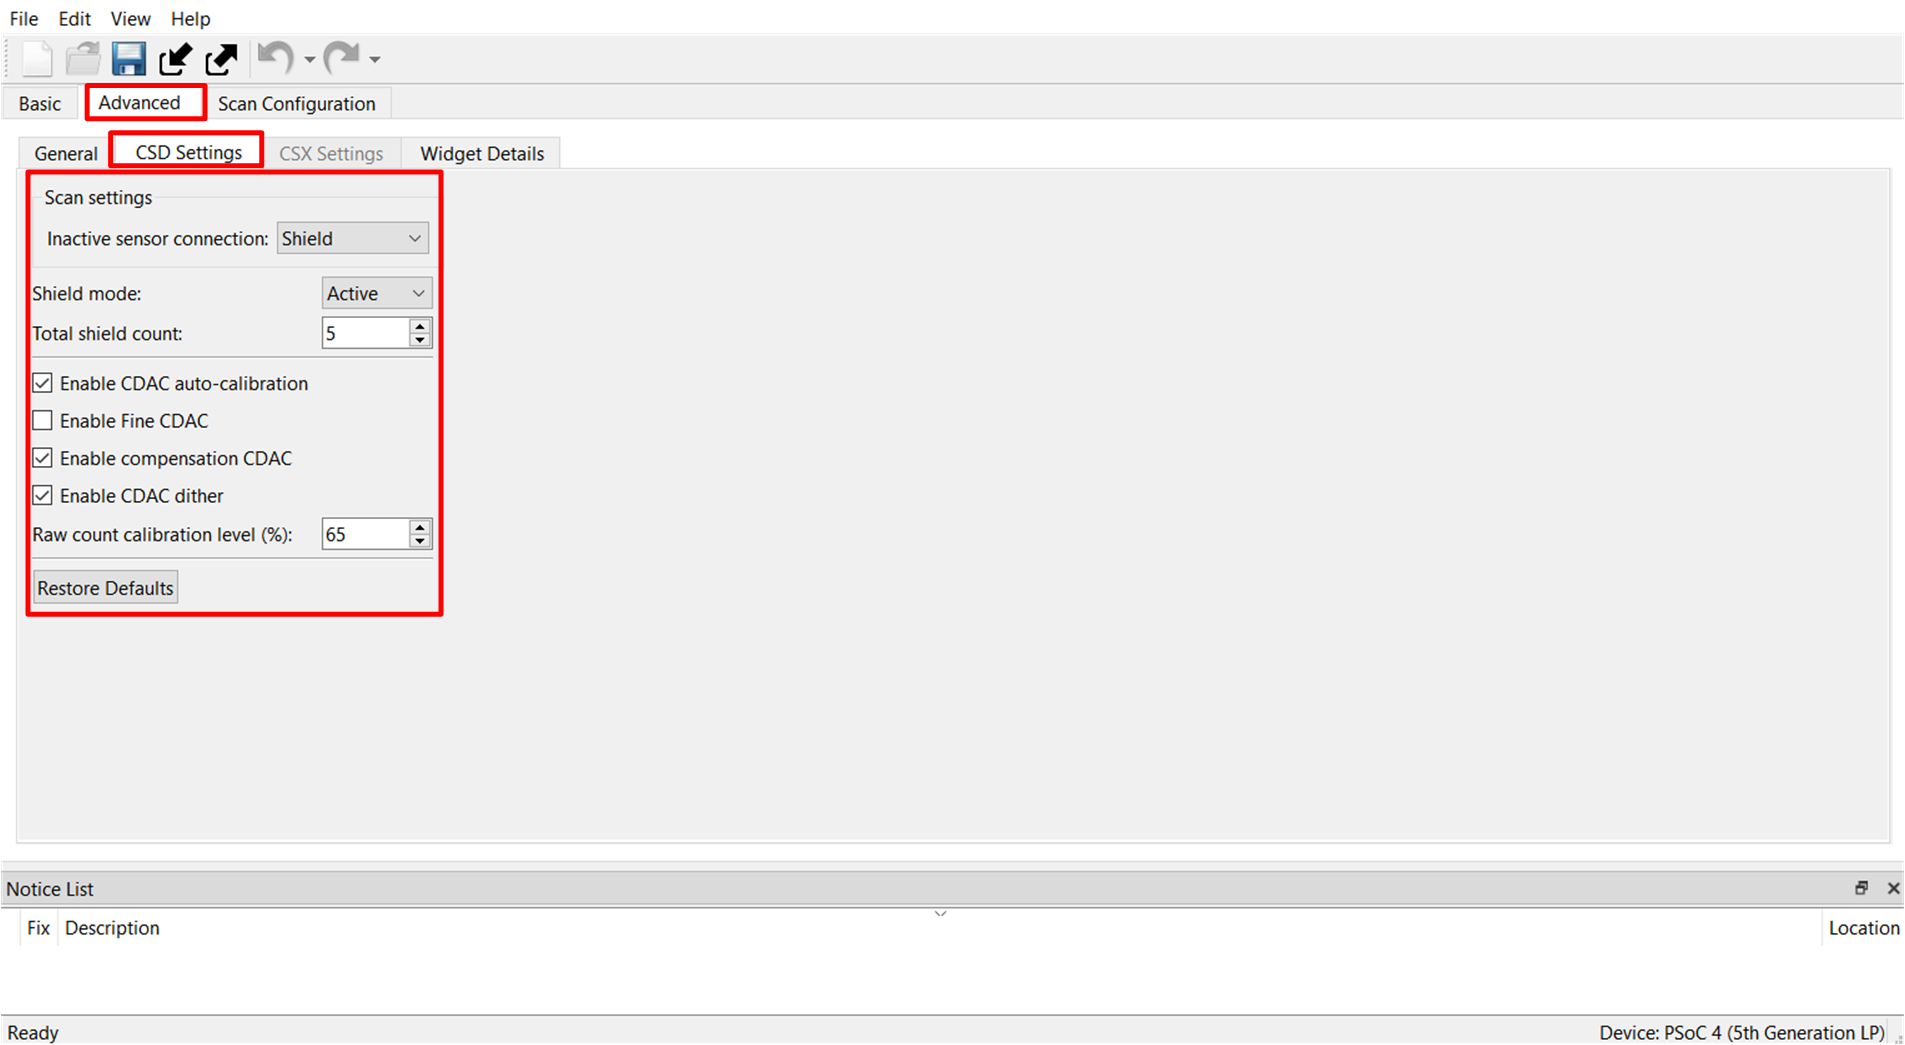 File Edit View Help
Basic Advanced Scan Configuration
General CSD Settings CSX Settings Widget Details
Scan settings
Inactive sensor connection: Shield
Shield mode: Active
Total shield count: 5
Enable CDAC auto-calibration
Enable Fine CDAC
Enable compensation CDAC
Enable CDAC dither
Raw count calibration level (%): 65
Restore Defaults
Notice List
Fix Description Location
Ready Device: PSoC 4 (5th Generation LP)